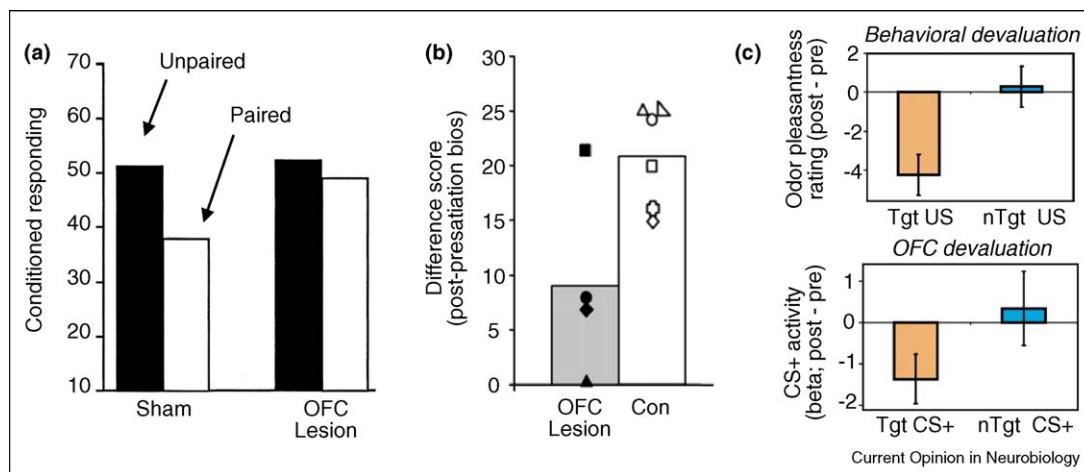 (a)
70
60
50
40
30
20
10
Conditioned responding
Unpaired
Paired
Sham
OFC
Lesion
(b)
30
25
20
15
10
5
0
Difference score
(post-presatiation bios)
OFC
Lesion
Con
(c)
Behavioral devaluation
2
0
-2
-4
Odor pleasantness
rating (post - pre)
Tgt US
nTgt US
OFC devaluation
1
0
-1
-2
CS+ activity
(beta; post - pre)
Tgt CS+
nTgt CS+
Current Opinion in Neurobiology